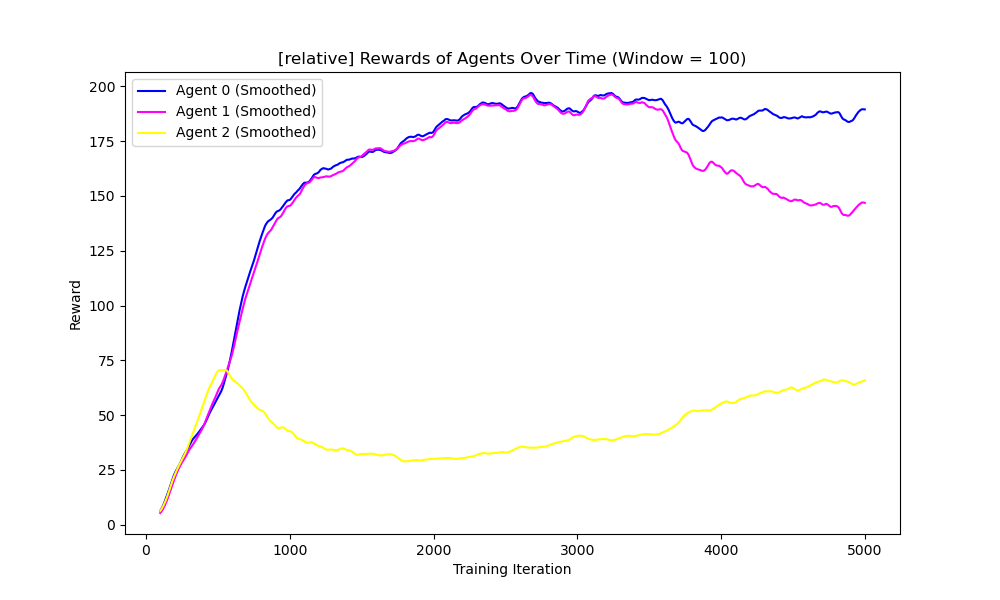 [relative] Rewards of Agents Over Time (Window = 100)
Agent 0 (Smoothed)
Agent 1 (Smoothed)
Agent 2 (Smoothed)
200
175
150
125
100
75
50
25
0
Reward
0 1000 2000 3000 4000 5000
Training Iteration